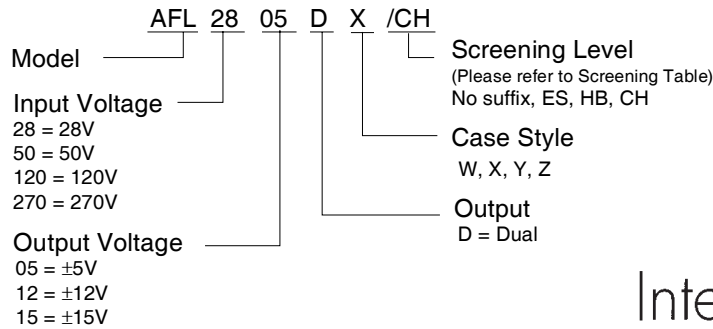 AFL 28 05 D X /CH
Model
Input Voltage
28 = 28V
50 = 50V
120 = 120V
270 = 270V
Output Voltage
05 = ±5V
12 = ±12V
15 = ±15V
Screening Level
(Please refer to Screening Table)
No suffix, ES, HB, CH
Case Style
W, X, Y, Z
Output
D = Dual